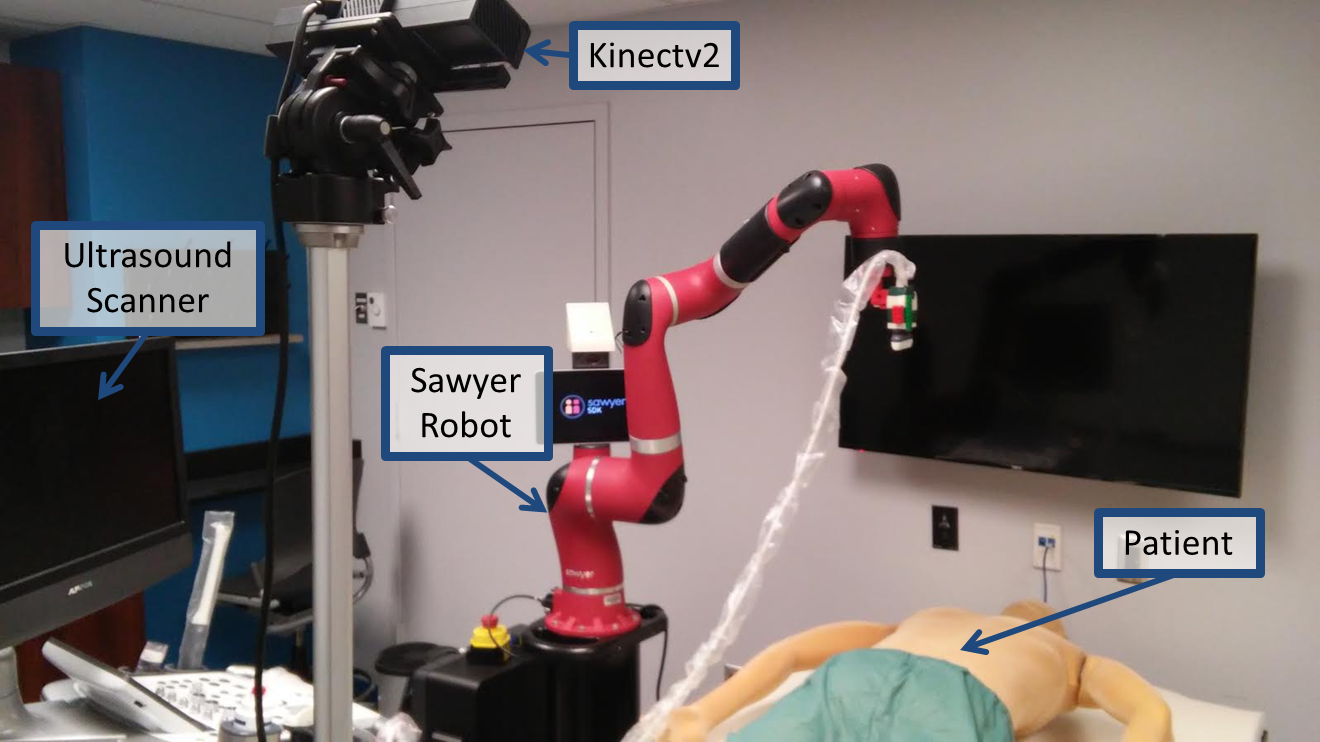 Kinectv2
Ultrasound
Scanner
Sawyer
Robot
sawyer
SDK
sawyer
Patient